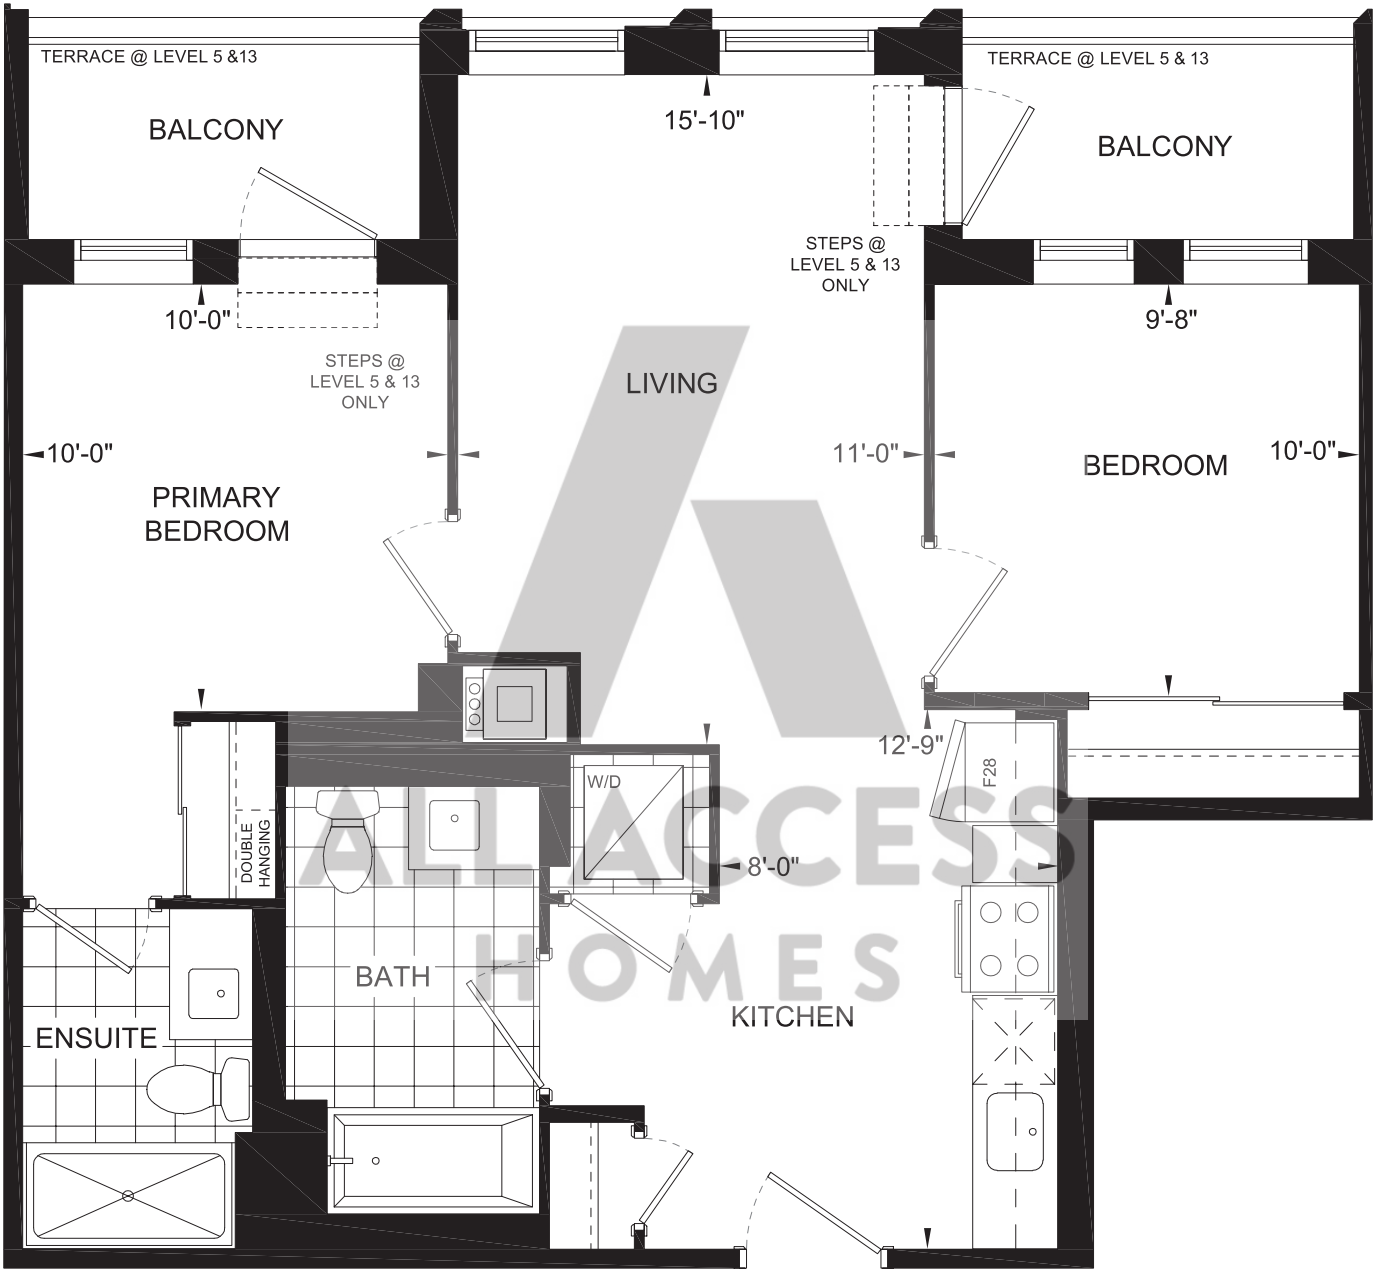 TERRACE @ LEVEL 5 &13
TERRACE @ LEVEL 5 & 13
BALCONY
15'-10"
BALCONY
STEPS @
LEVEL 5 & 13
ONLY
10'-0"
9'-8"
STEPS @
LEVEL 5 & 13
ONLY
LIVING
10'-0"
11'-0"
BEDROOM
10'-0"
PRIMARY
BEDROOM
12'-9"
F28
W/D
DOUBLE
HANGING
ALL ACCESS
8'-0"
HOMES
BATH
KITCHEN
ENSUITE